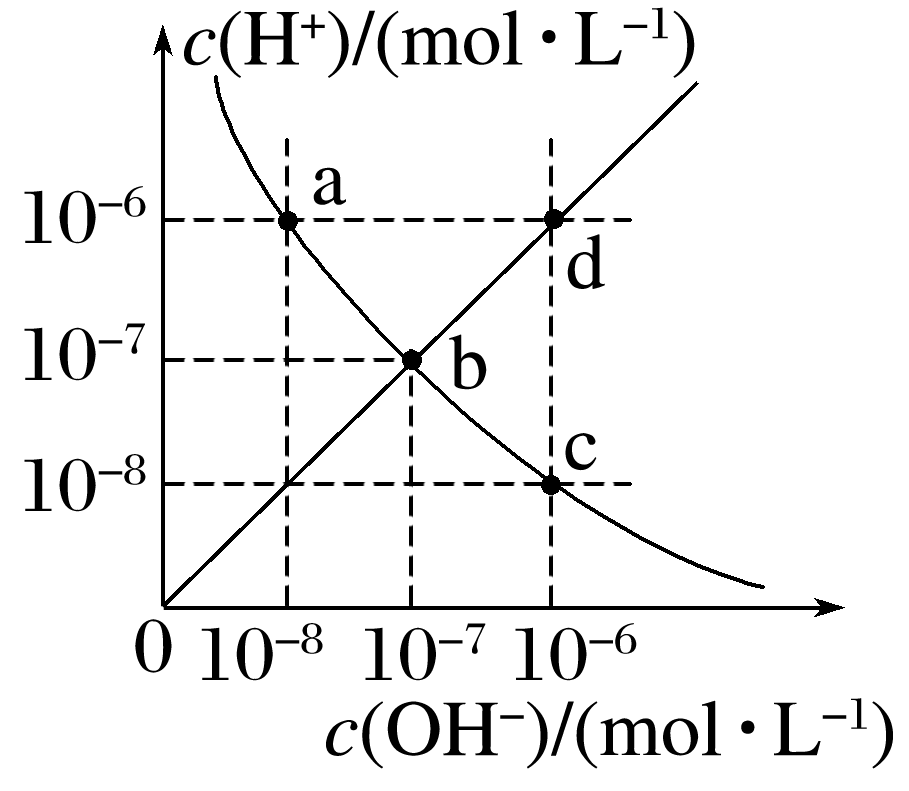 c(H⁺)/(mol·L⁻¹)
a
10⁻⁶
d
10⁻⁷
b
c
10⁻⁸
0 10⁻⁸ 10⁻⁷ 10⁻⁶
c(OH⁻)/(mol·L⁻¹)